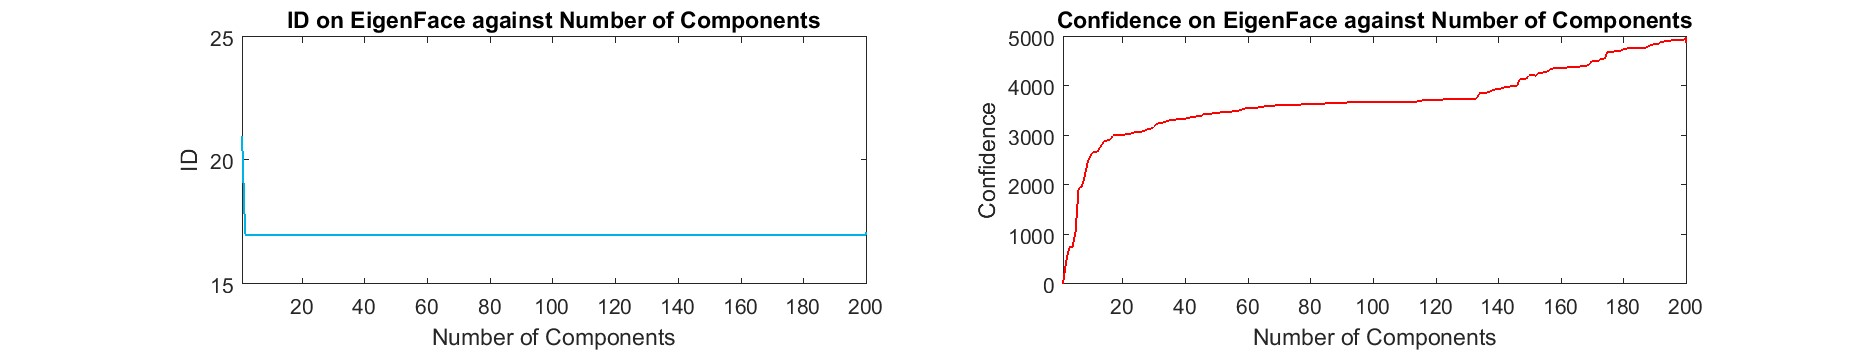 ID on EigenFace against Number of Components
25
20
15
ID
20 40 60 80 100 120 140 160 180 200
Number of Components
Confidence on EigenFace against Number of Components
5000
4000
3000
2000
1000
0
Confidence
20 40 60 80 100 120 140 160 180 200
Number of Components